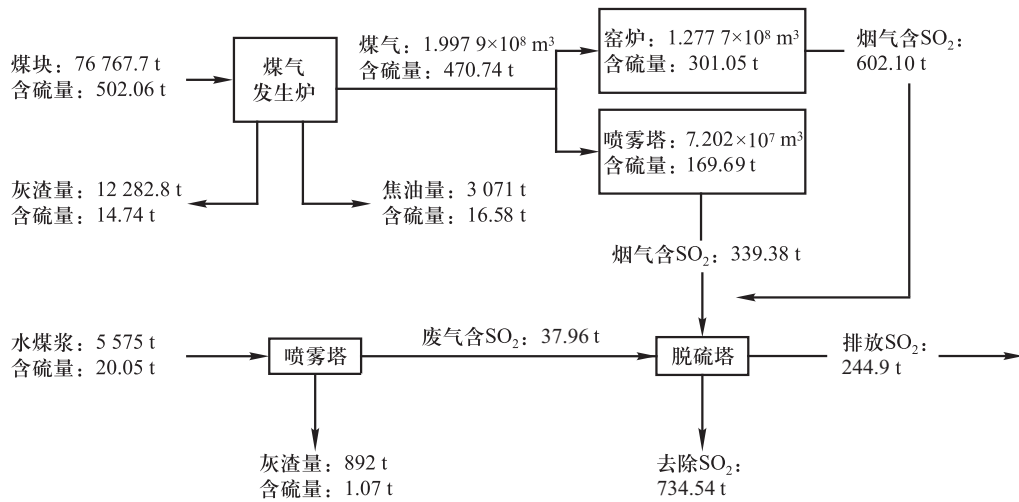 煤块：76 767.7 t
含硫量：502.06 t
煤气
发生炉
煤气：1.997 9×10⁸ m³
含硫量：470.74 t
窑炉：1.277 7×10⁸ m³
含硫量：301.05 t
烟气含SO₂：
602.10 t
喷雾塔：7.202×10⁷ m³
含硫量：169.69 t
灰渣量：12 282.8 t
含硫量：14.74 t
焦油量：3 071 t
含硫量：16.58 t
烟气含SO₂：339.38 t
水煤浆：5 575 t
含硫量：20.05 t
喷雾塔
废气含SO₂：37.96 t
脱硫塔
排放SO₂：
244.9 t
灰渣量：892 t
含硫量：1.07 t
去除SO₂：
734.54 t